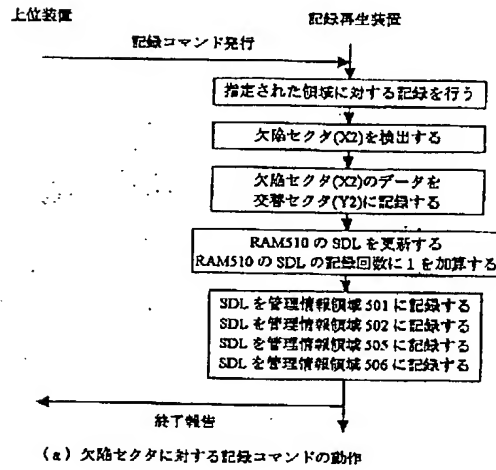 上位装置
記録再生装置
記録コマンド発行
指定された領域に対する記録を行う
欠陥セクタ(X2)を検出する
欠陥セクタ(X2)のデータを
交替セクタ(Y2)に記録する
RAM510 の SDL を更新する
RAM510 の SDL の記録回数に 1 を加算する
SDL を管理情報領域 501 に記録する
SDL を管理情報領域 502 に記録する
SDL を管理情報領域 505 に記録する
SDL を管理情報領域 506 に記録する
終了報告
(a) 欠陥セクタに対する記録コマンドの動作